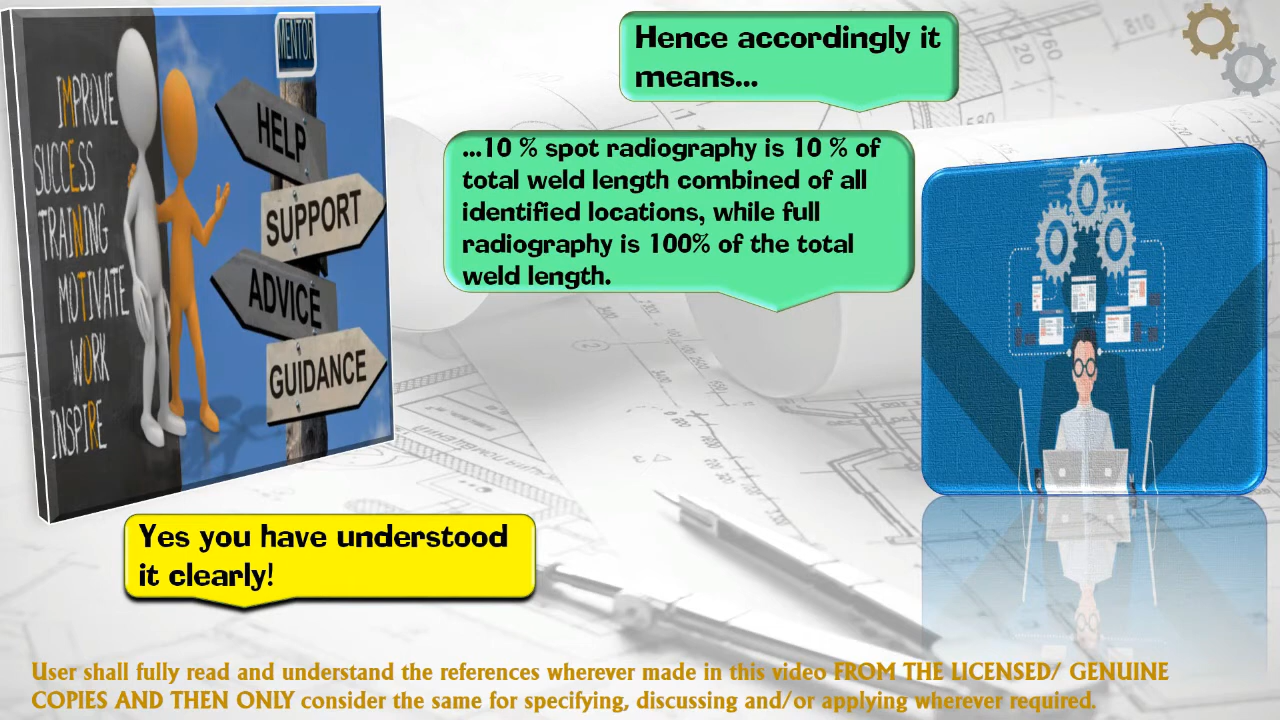 MENTOR
IMPROVE
SUCCESS
TRAINING
MOTIVATE
WORK
INSPIRE
HELP
SUPPORT
ADVICE
GUIDANCE
Hence accordingly it
means...
...10 % spot radiography is 10 % of
total weld length combined of all
identified locations, while full
radiography is 100% of the total
weld length.
Yes you have understood
it clearly!
User shall fully read and understand the references wherever made in this video FROM THE LICENSED/ GENUINE
COPIES AND THEN ONLY consider the same for specifying, discussing and/or applying wherever required.